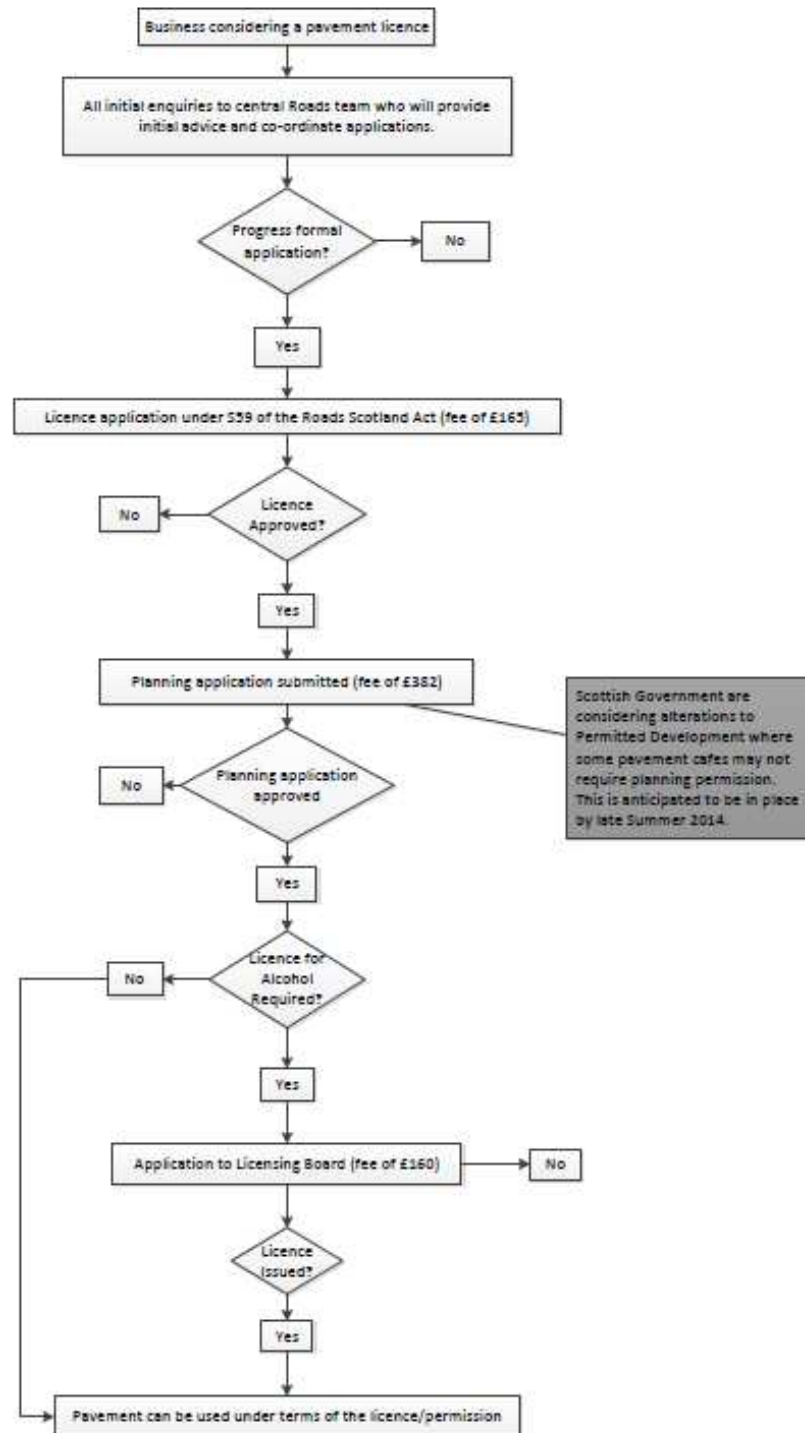 Business considering a pavement licence
All initial enquiries to central Roads team who will provide
initial advice and co-ordinate applications.
Progress formal
application?
No
Yes
Licence application under S59 of the Roads Scotland Act (fee of £165)
Licence
Approved?
No
Yes
Planning application submitted (fee of £382)
Scottish Government are
considering alterations to
Permitted Development where
some pavement cafes may not
require planning permission.
This is anticipated to be in place
by late Summer 2014.
Planning application
approved
No
Yes
Licence for
Alcohol
Required?
No
Yes
Application to Licensing Board (fee of £160)
No
Licence
Issued?
Yes
Pavement can be used under terms of the licence/permission